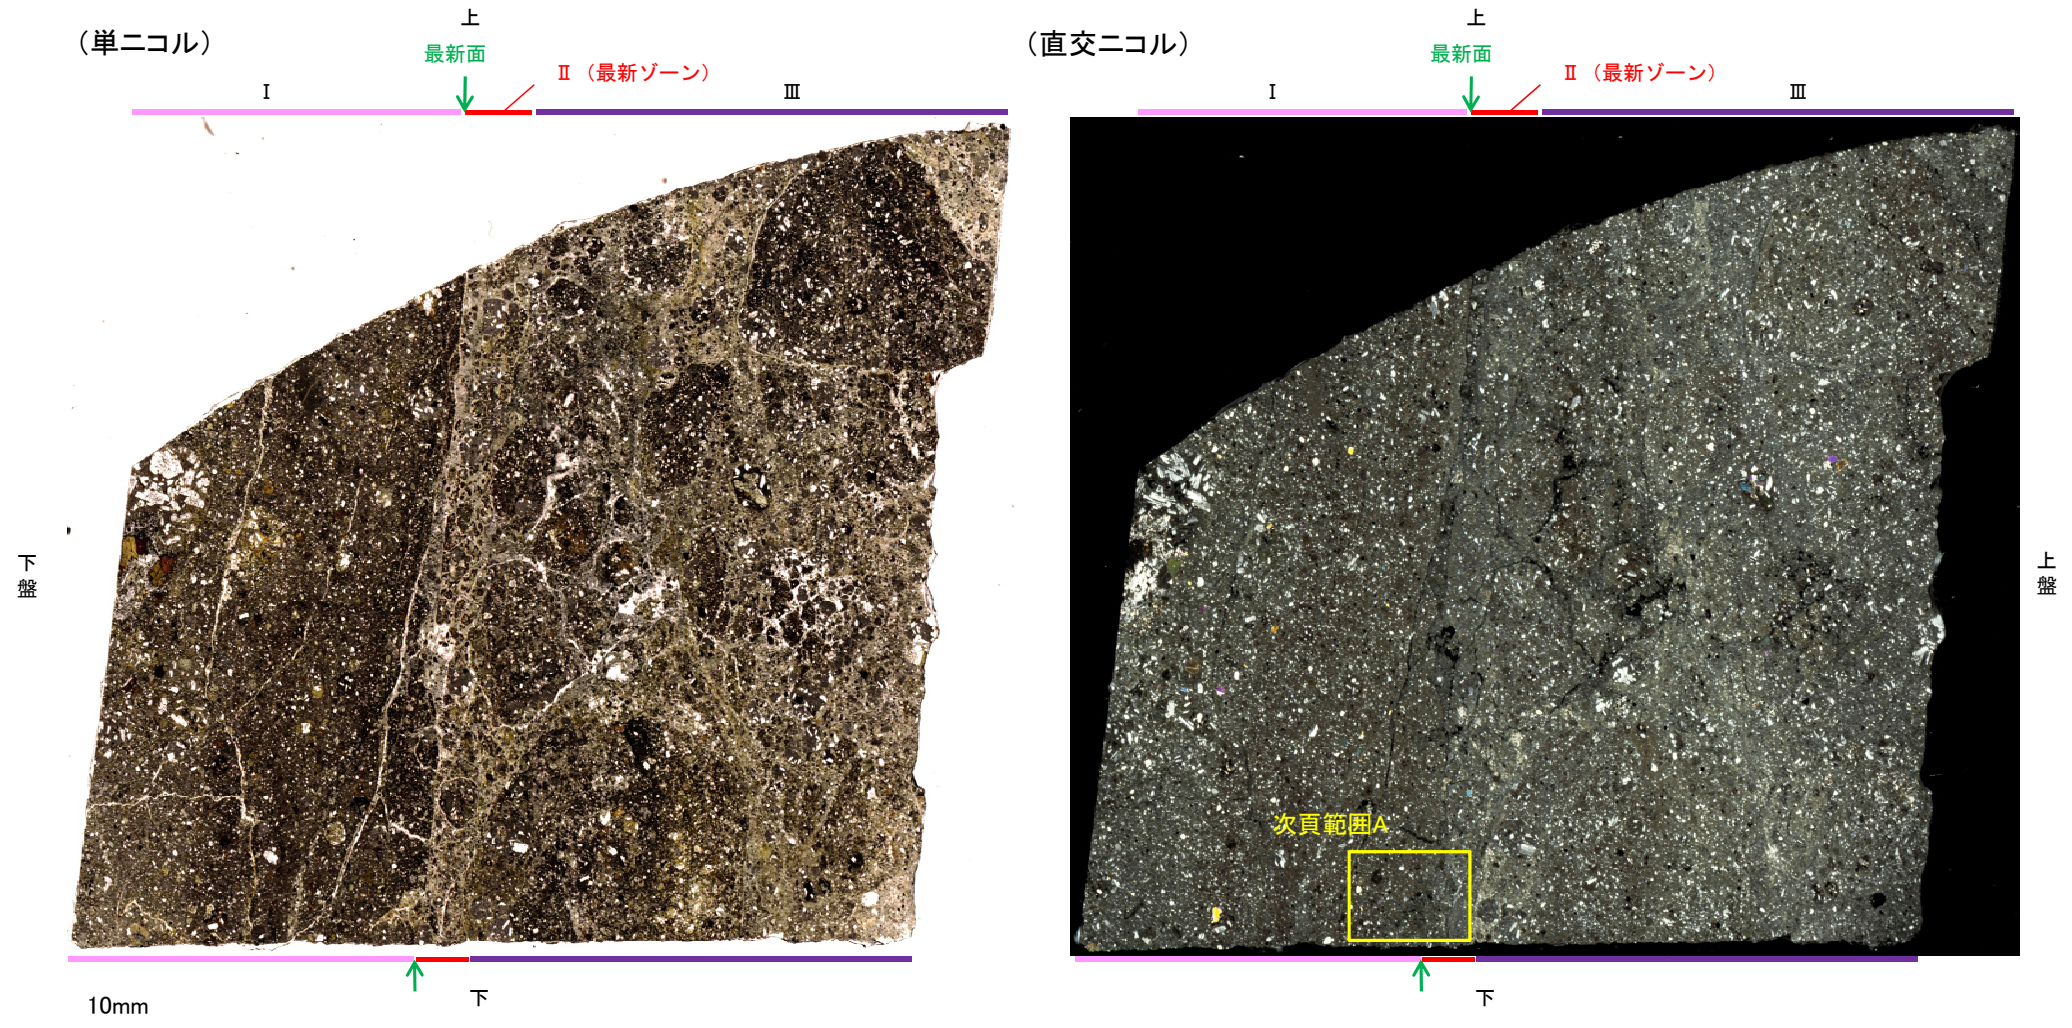 （単ニコル）
上
最新面
Ⅱ（最新ゾーン）
Ⅰ
Ⅲ
下盤
下
10mm
（直交ニコル）
上
最新面
Ⅱ（最新ゾーン）
Ⅰ
Ⅲ
次頁範囲A
上盤
下